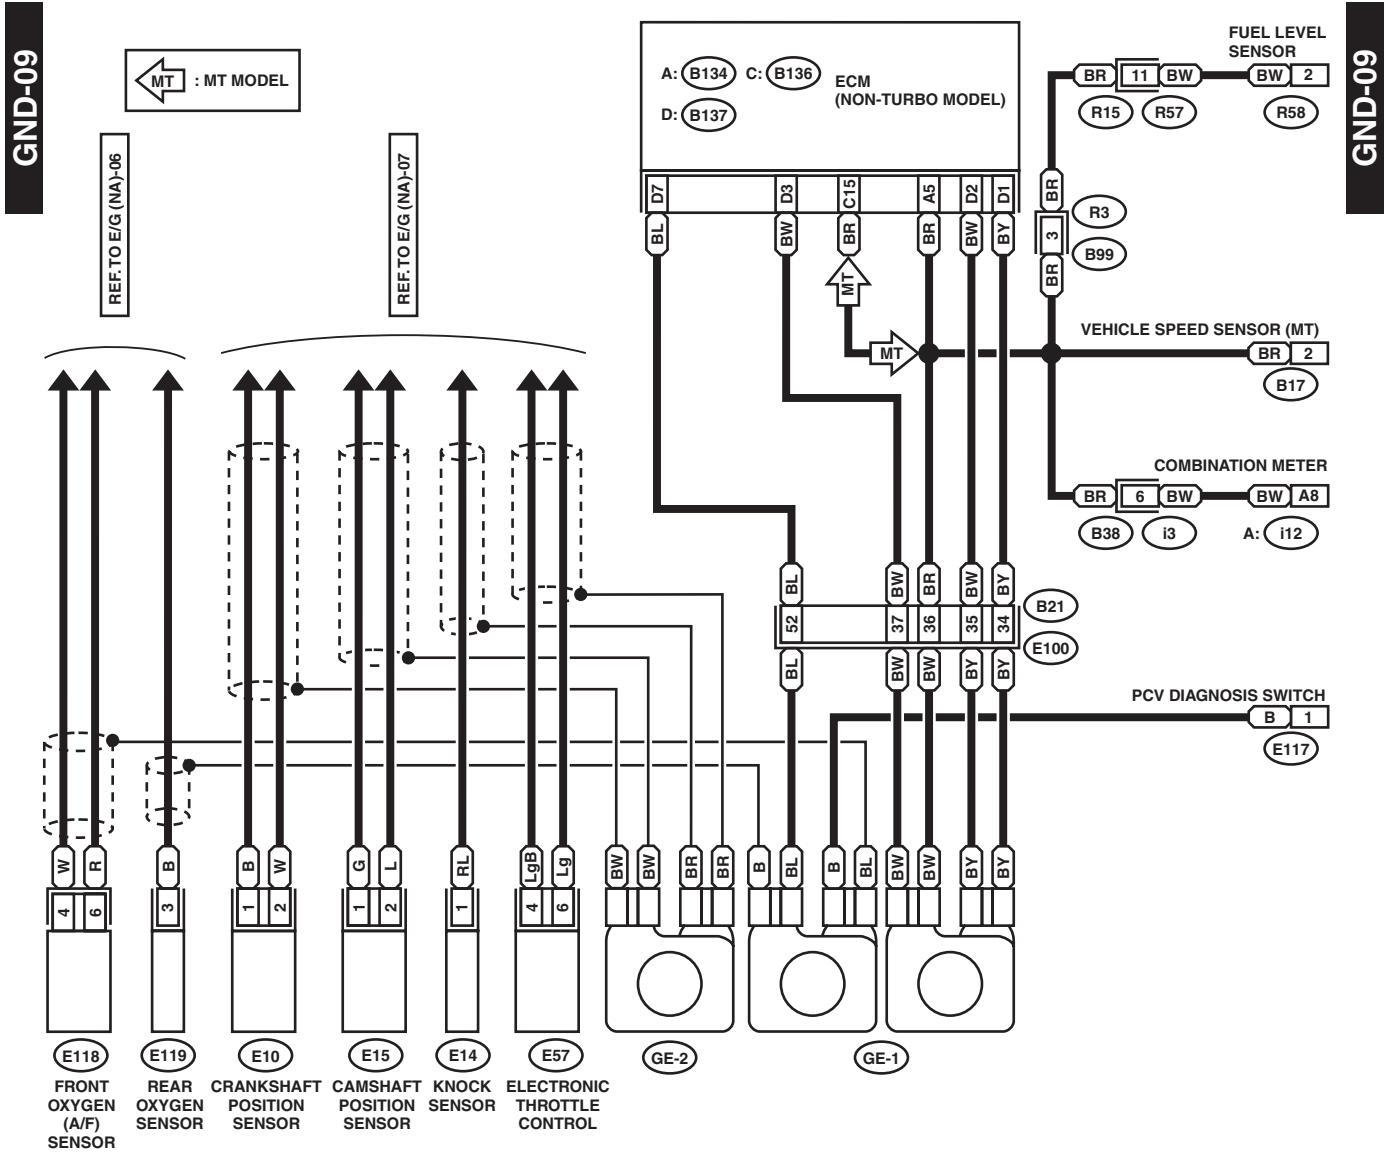 GND-09
GND-09
MT : MT MODEL
REF. TO E/G (NA)-06
REF. TO E/G (NA)-07
A: B134 C: B136
D: B137
ECM
(NON-TURBO MODEL)
D7 D3 C15 A5 D2 D1
BL BW BR BR BW BY
MT
MT
FUEL LEVEL
SENSOR
BR 11 BW BW 2
R15 R57 R58
BR
3
BR
R3
B99
VEHICLE SPEED SENSOR (MT)
BR 2
B17
COMBINATION METER
BR 6 BW BW A8
B38 i3 A: i12
BL BW BR BW BY
52 37 36 35 34
BL BW BW BY BY
B21
E100
PCV DIAGNOSIS SWITCH
B 1
E117
W R B B W G L RL LgB Lg BW BW BR BR B BL B BL BW BW BY BY
4 6 3 1 2 1 2 1 4 6
E118 E119 E10 E15 E14 E57 GE-2 GE-1
FRONT
OXYGEN
(A/F)
SENSOR
REAR
OXYGEN
SENSOR
CRANKSHAFT
POSITION
SENSOR
CAMSHAFT
POSITION
SENSOR
KNOCK
SENSOR
ELECTRONIC
THROTTLE
CONTROL